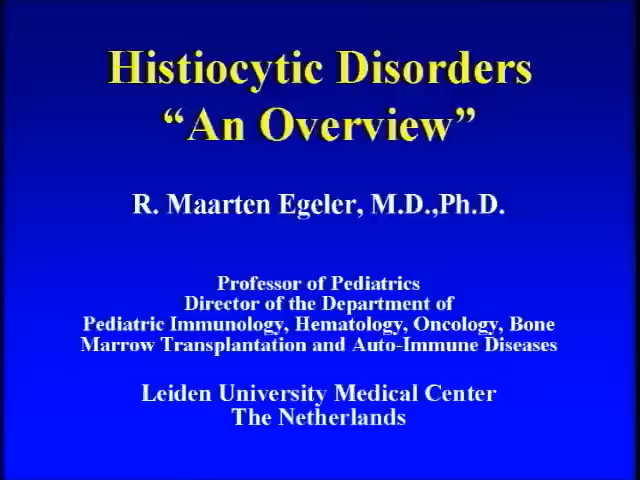 Histiocytic Disorders
“An Overview”
R. Maarten Egeler, M.D.,Ph.D.
Professor of Pediatrics
Director of the Department of
Pediatric Immunology, Hematology, Oncology, Bone
Marrow Transplantation and Auto-Immune Diseases
Leiden University Medical Center
The Netherlands